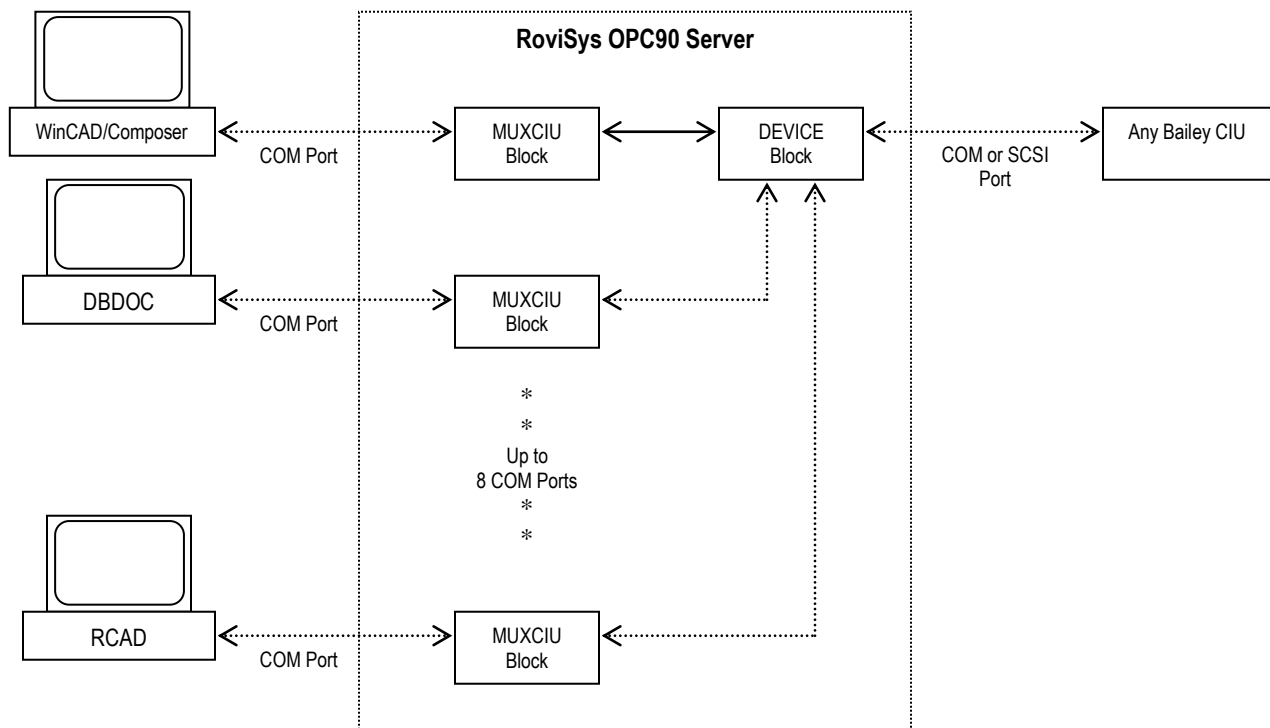 RoviSys OPC90 Server
WinCAD/Composer
COM Port
MUXCIU
Block
DEVICE
Block
COM or SCSI
Port
Any Bailey CIU
DBDOC
COM Port
MUXCIU
Block
*
*
Up to
8 COM Ports
*
*
RCAD
COM Port
MUXCIU
Block